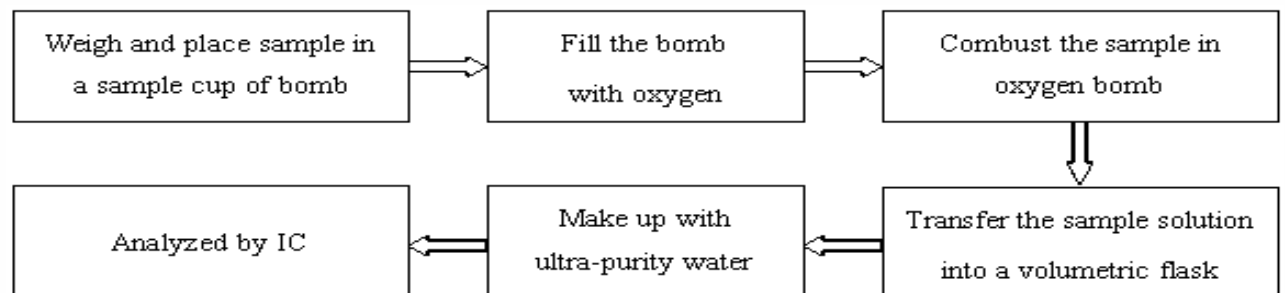 Weigh and place sample in
a sample cup of bomb
Fill the bomb
with oxygen
Combust the sample in
oxygen bomb
Transfer the sample solution
into a volumetric flask
Make up with
ultra-purity water
Analyzed by IC